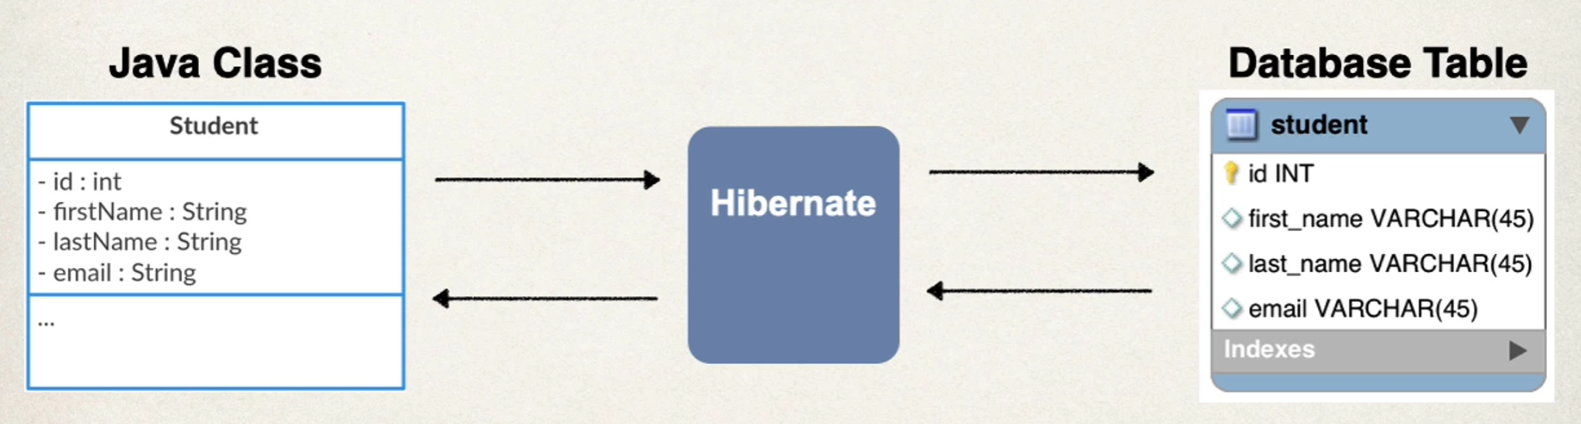 Java Class
Student
- id : int
- firstName : String
- lastName : String
- email : String
...
Hibernate
Database Table
student
id INT
first_name VARCHAR(45)
last_name VARCHAR(45)
email VARCHAR(45)
Indexes